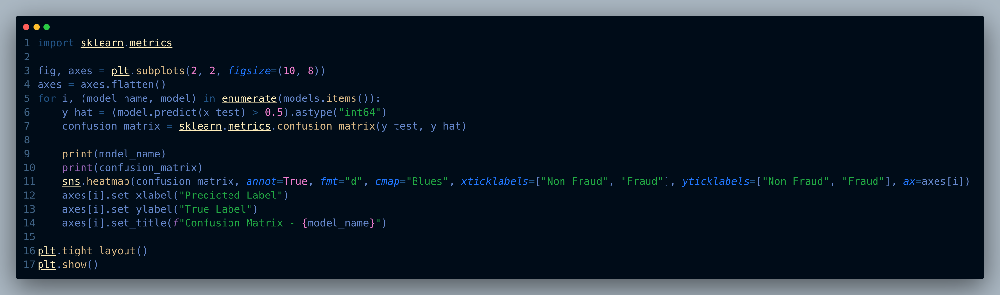 1 import sklearn.metrics
2
3 fig, axes = plt.subplots(2, 2, figsize=(10, 8))
4 axes = axes.flatten()
5 for i, (model_name, model) in enumerate(models.items()):
6     y_hat = (model.predict(x_test) > 0.5).astype("int64")
7     confusion_matrix = sklearn.metrics.confusion_matrix(y_test, y_hat)
8
9     print(model_name)
10     print(confusion_matrix)
11     sns.heatmap(confusion_matrix, annot=True, fmt="d", cmap="Blues", xticklabels=["Non Fraud", "Fraud"], yticklabels=["Non Fraud", "Fraud"], ax=axes[i])
12     axes[i].set_xlabel("Predicted Label")
13     axes[i].set_ylabel("True Label")
14     axes[i].set_title(f"Confusion Matrix - {model_name}")
15
16 plt.tight_layout()
17 plt.show()